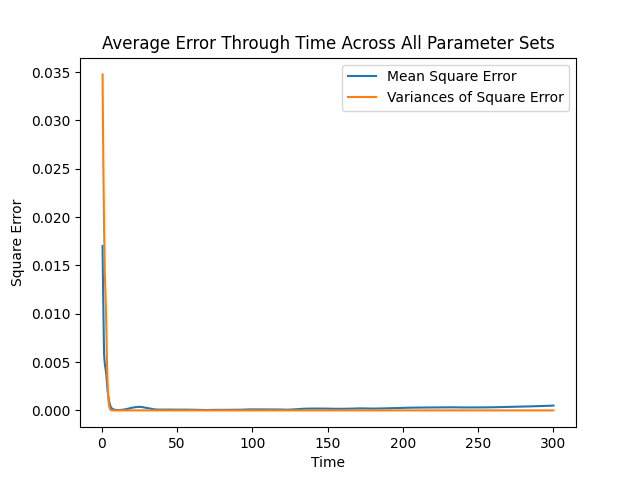 Average Error Through Time Across All Parameter Sets
Mean Square Error
Variances of Square Error
Square Error
0.035
0.030
0.025
0.020
0.015
0.010
0.005
0.000
0 50 100 150 200 250 300
Time